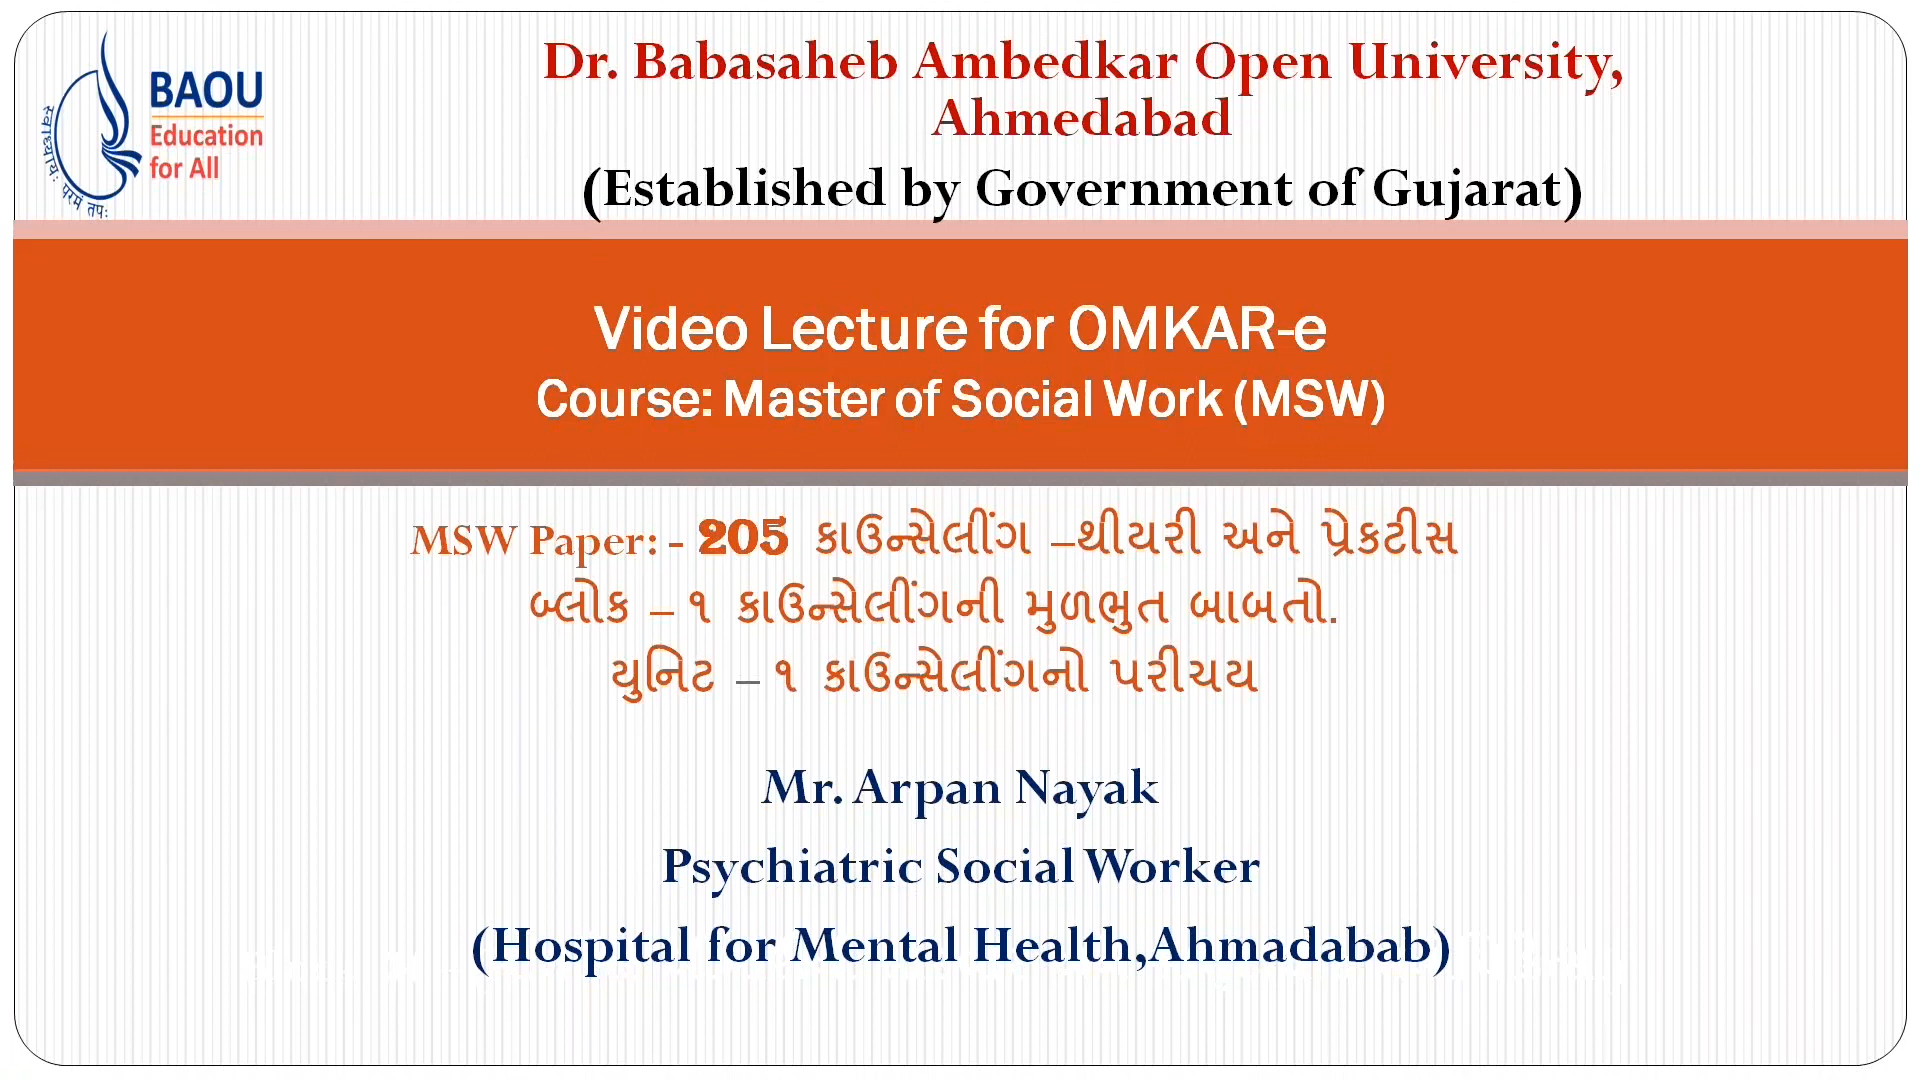 BAOU
Education
for All
स्वाध्यायः परमं तपः
Dr. Babasaheb Ambedkar Open University,
Ahmedabad
(Established by Government of Gujarat)
Video Lecture for OMKAR-e
Course: Master of Social Work (MSW)
MSW Paper: - 205 કાઉન્સેલીંગ –થીયરી અને પ્રેકટીસ
બ્લોક – ૧ કાઉન્સેલીંગની મુળભુત બાબતો.
યુનિટ – ૧ કાઉન્સેલીંગનો પરીચય
Mr. Arpan Nayak
Psychiatric Social Worker
(Hospital for Mental Health,Ahmadabab)